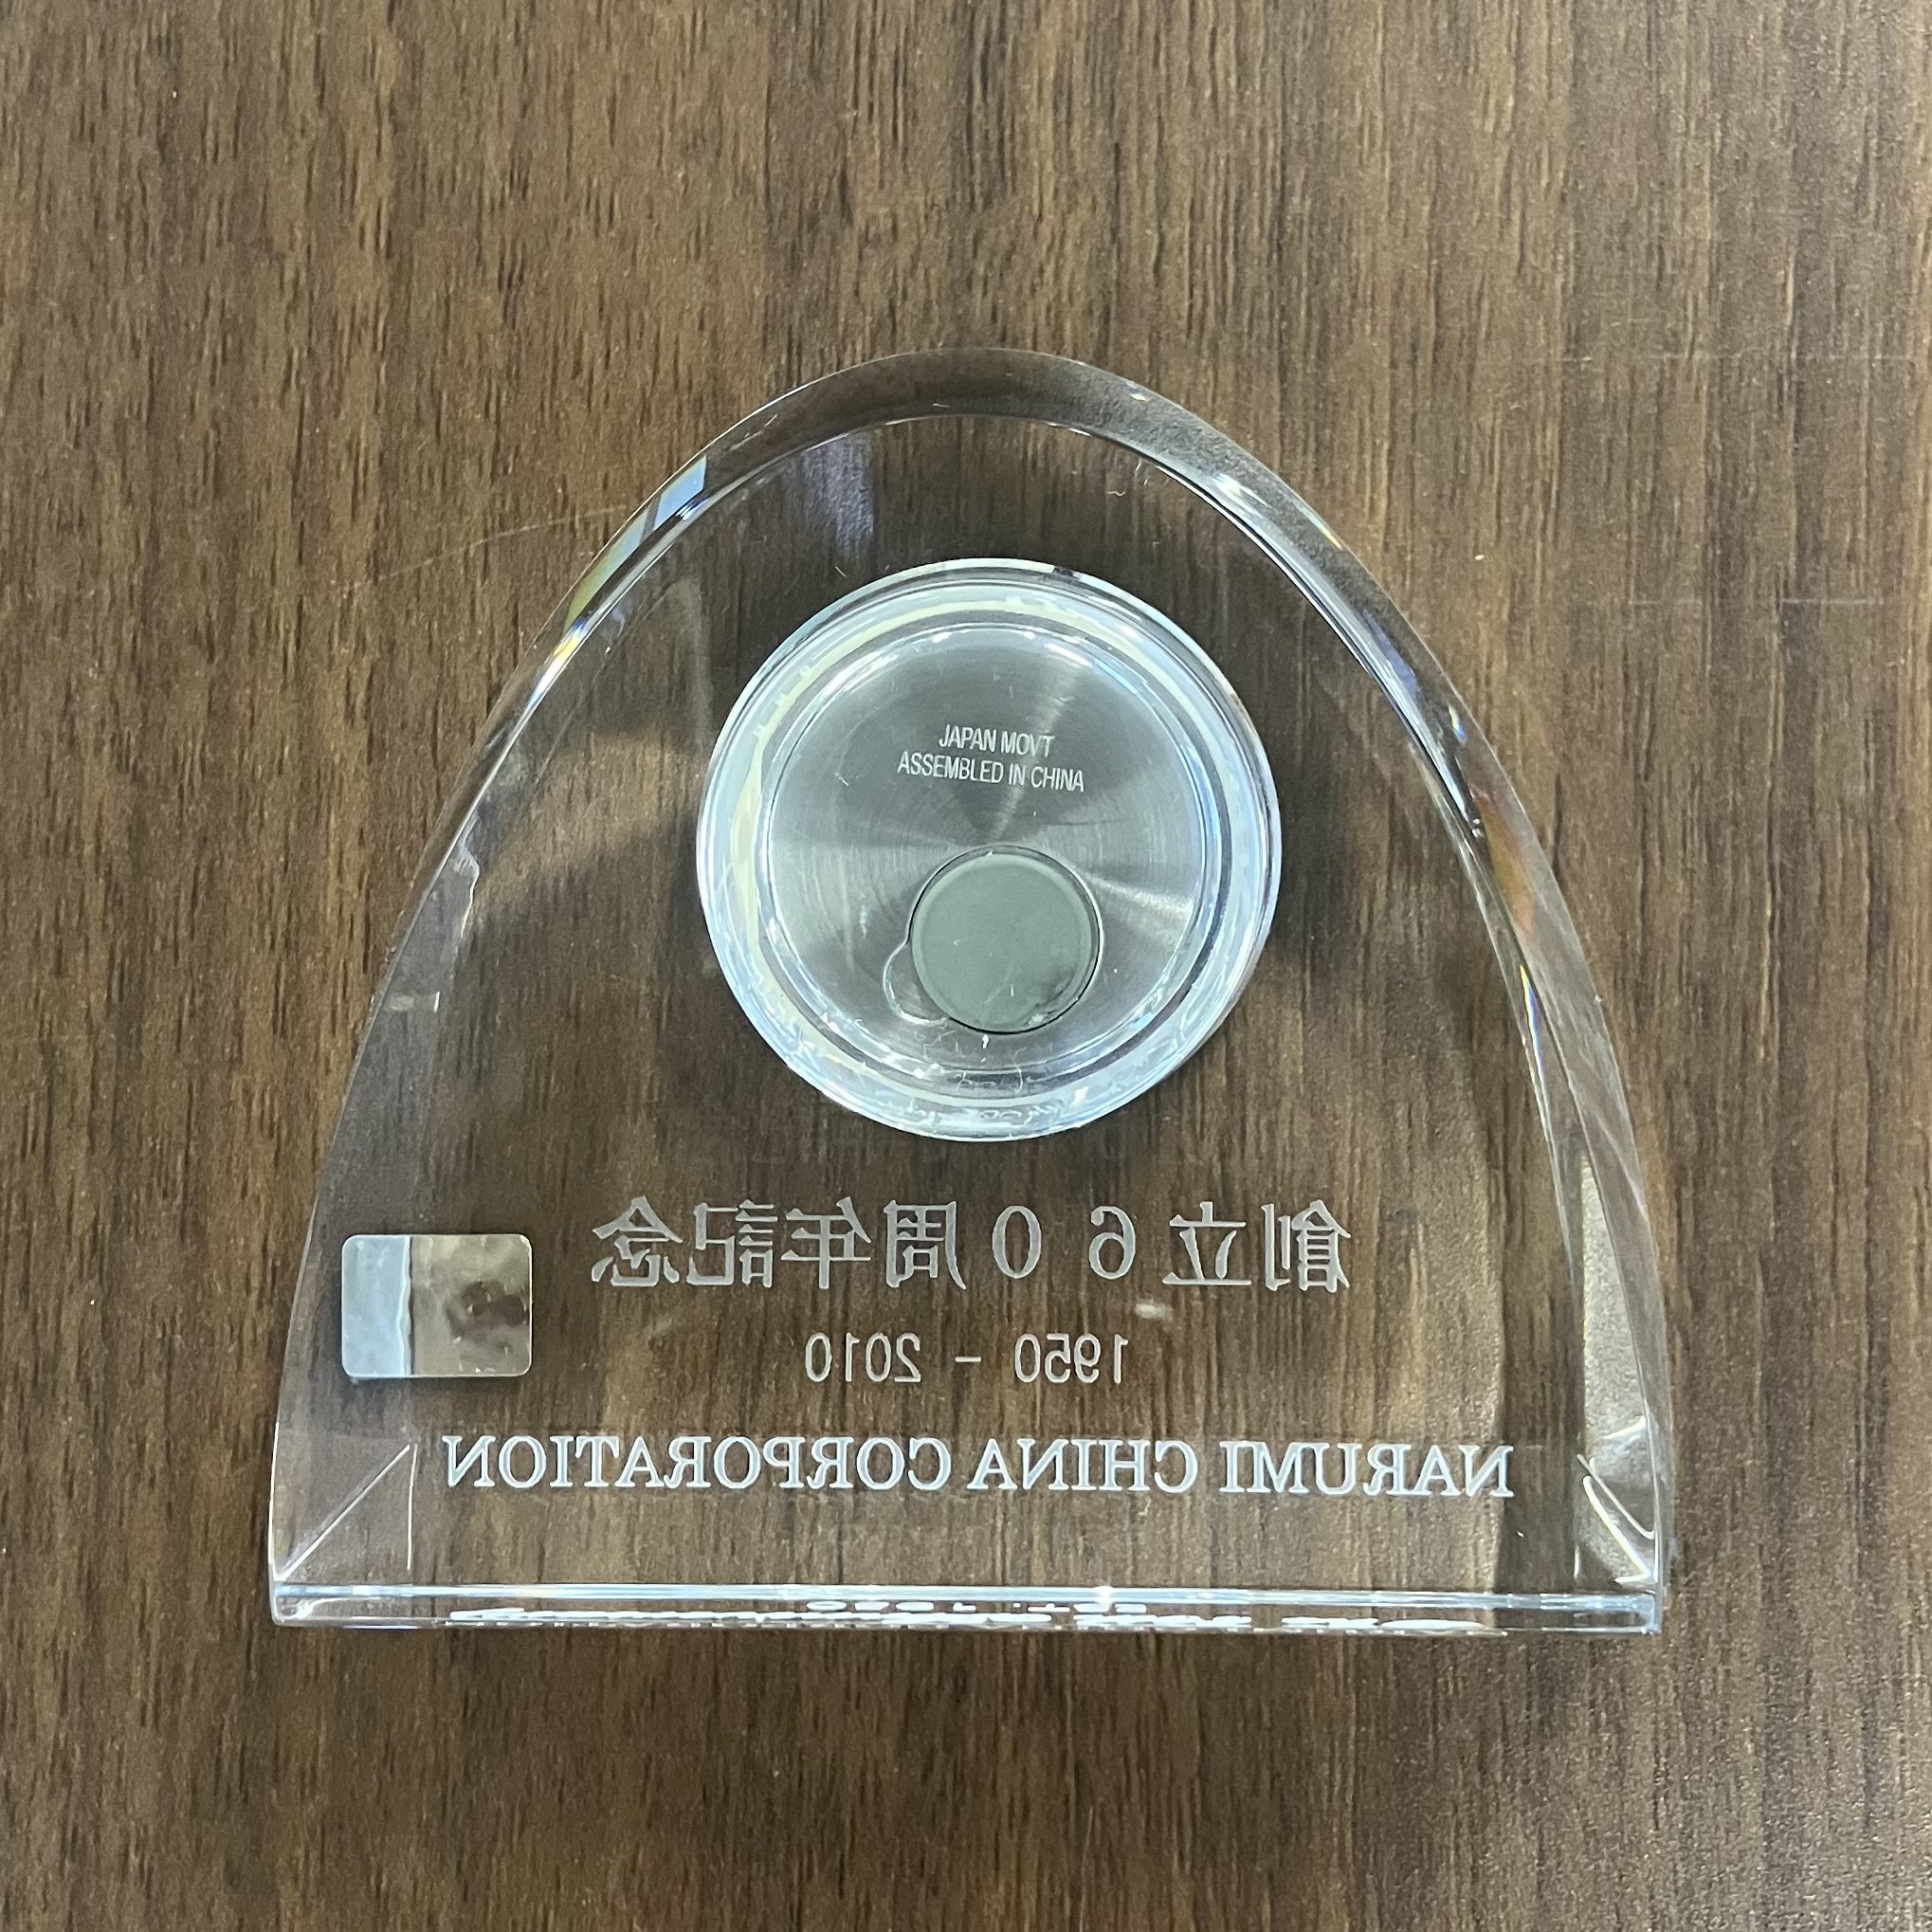 JAPAN MOVT
ASSEMBLED IN CHINA
創立60周年記念
1950 - 2010
NARUMI CHINA CORPORATION